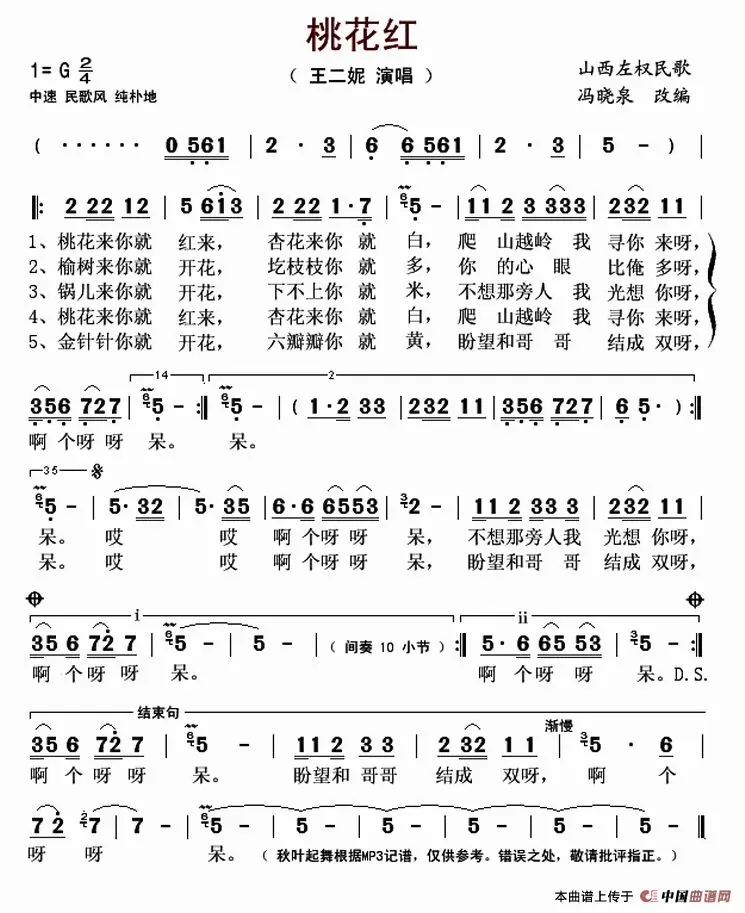 桃花红
1= G 2/4
（ 王二妮 演唱 ）
山西左权民歌
中速 民歌风 纯朴地
冯晓泉 改编
( · · · · · · 0 561 | 2 · 3 | 6 6 561 | 2 · 3 | 5 - ) |
|: 2 22 12 | 5 613 | 2 22 1·7 | 6 5 - | 11 2 3 333 | 232 11 |
1、桃花来你就 红来， 杏花来你 就 白，爬 山越岭 我 寻你 来呀，
2、榆树来你就 开花， 圪枝枝你 就 多，你 的心 眼 比俺 多呀，
3、锅儿来你就 开花， 下不上你 就 米，不想那旁人 我 光想 你呀，
4、桃花来你就 红来， 杏花来你 就 白，爬 山越岭 我 寻你 来呀，
5、金针针你就 开花， 六瓣瓣你 就 黄，盼望和哥 哥 结成 双呀，
14 2
356 727 | 6 5 - :| 6 5 - | ( 1·2 33 | 232 11 | 356 727 | 6 5· ) :|
啊 个呀 呀 呆。 呆。
35
6 5 - | 5· 32 | 5· 35 | 6·6 6553 | 3 2 - | 11 2 33 3 | 232 11 |
呆。 哎 哎 啊 个呀 呀 呆， 不想那旁人我 光想 你呀，
呆。 哎 哎 啊 个呀 呀 呆， 盼望和哥 哥 结成 双呀，
i ii
35 6 72 7 | 6 5 - | 5 - | （ 间奏 10 小节 ） :| 5· 6 65 53 | 3 5 - |
啊 个 呀 呀 呆。 啊 个 呀 呀 呆。D.S.
结束句 渐慢
35 6 72 7 | 6 5 - | 11 2 3 3 | 2 32 1 1 | 3 5 · 6 |
啊 个 呀 呀 呆。 盼望和 哥哥 结成 双呀， 啊 个
7 2 2 7 | 7 - | 6 5 - | 5 - | 5 - | 5 - | 5 - ||
呀 呀 呆。（ 秋叶起舞根据MP3记谱，仅供参考。错误之处，敬请批评指正。）
本曲谱上传于 中国曲谱网